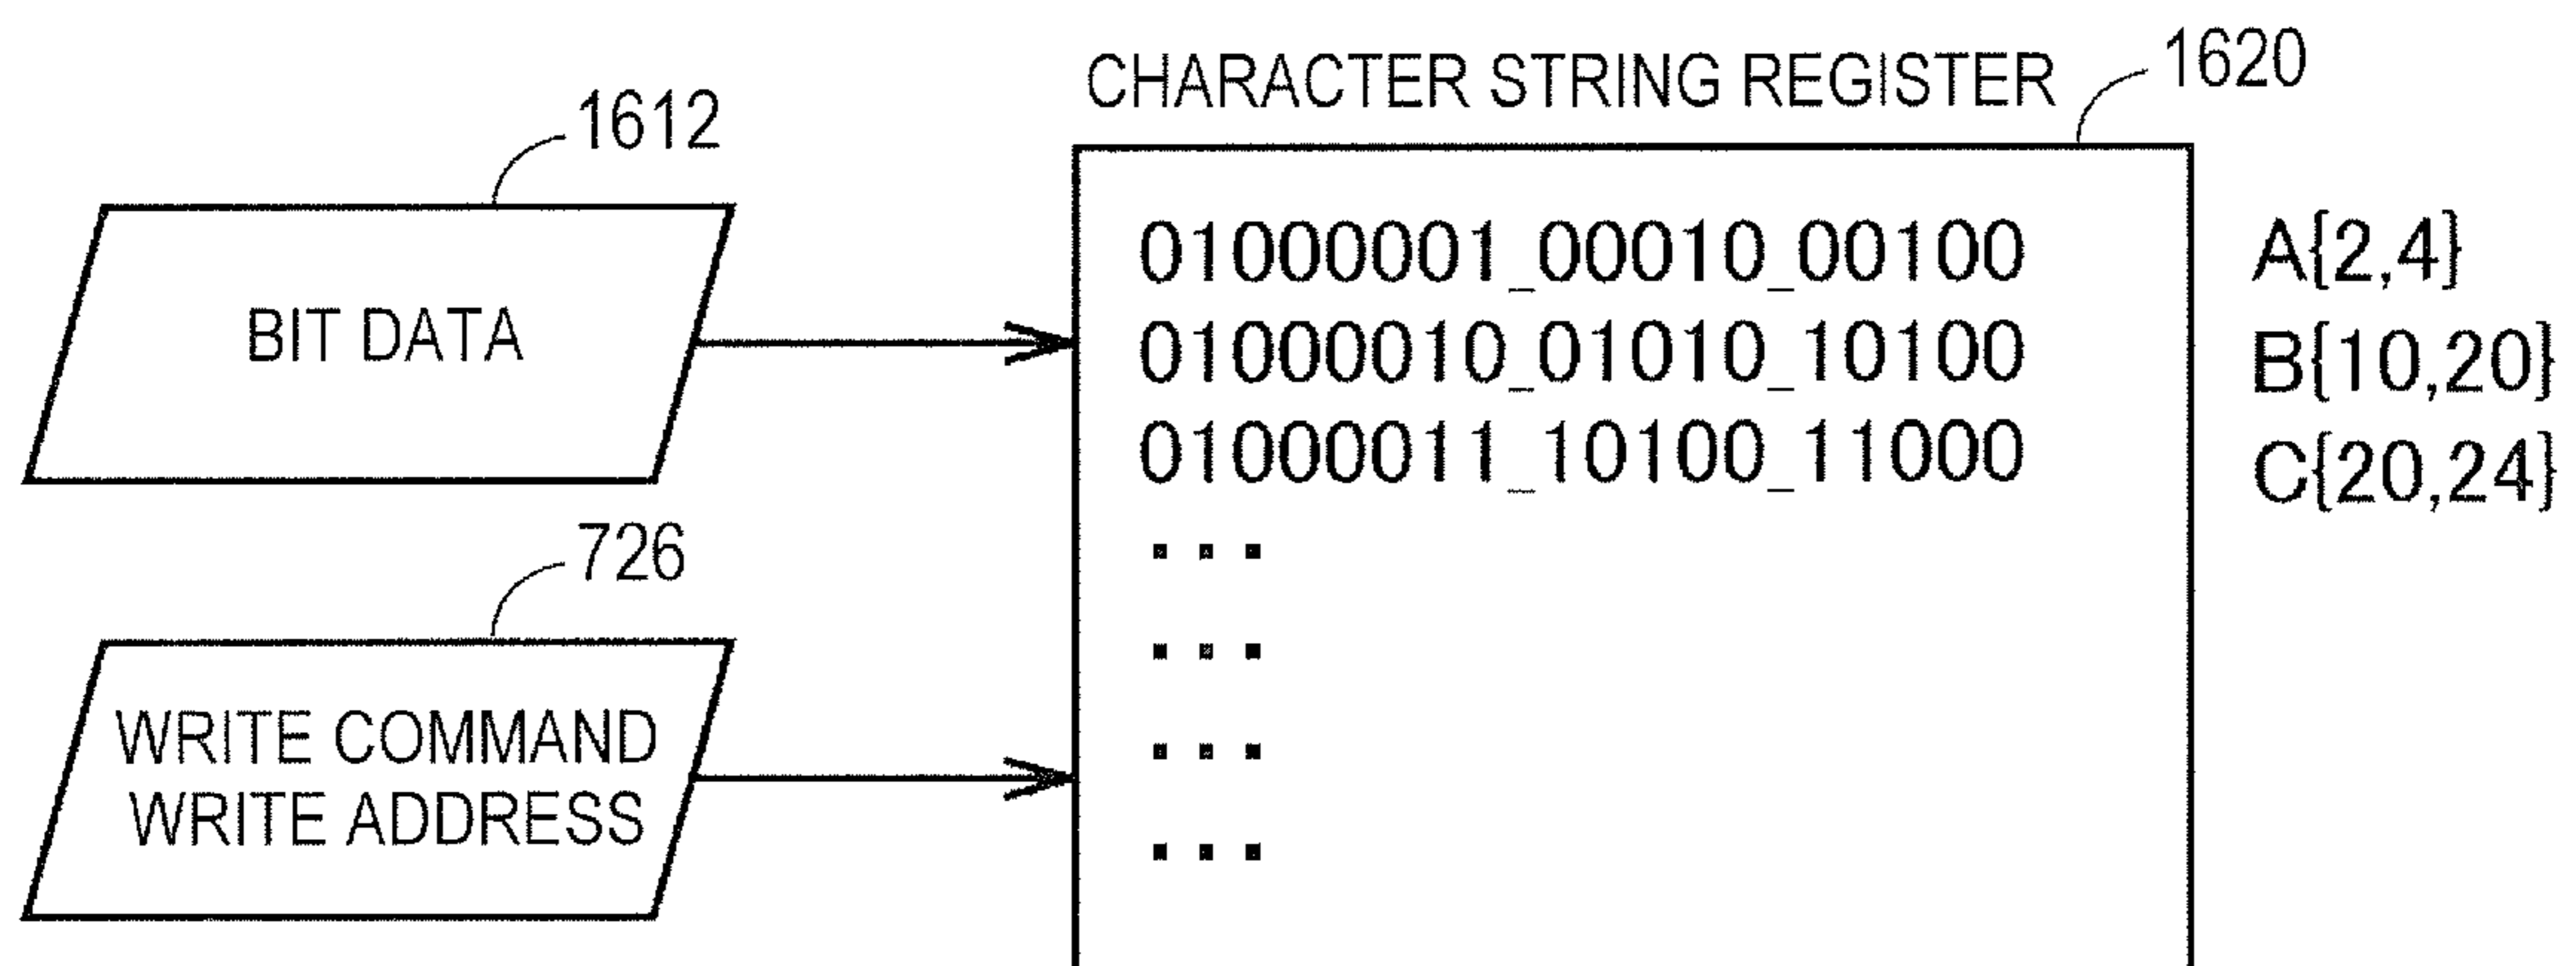 CHARACTER STRING REGISTER
1620
1612
BIT DATA
01000001_00010_00100
A{2,4}
01000010_01010_10100
B{10,20}
01000011_10100_11000
C{20,24}
...
726
...
WRITE COMMAND
WRITE ADDRESS
...
...